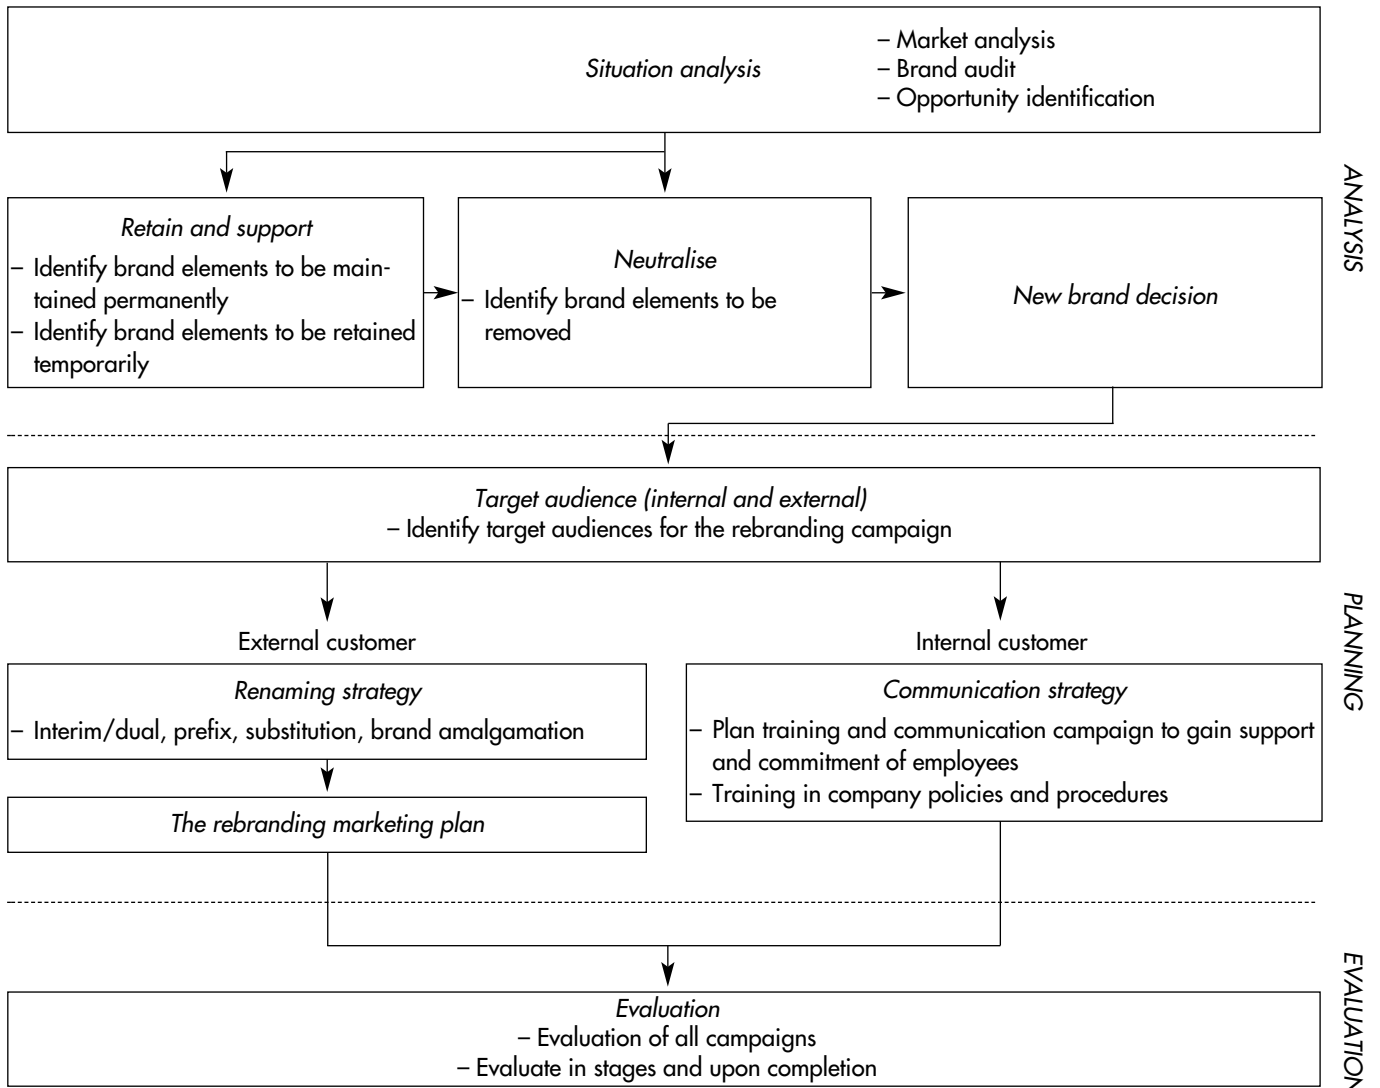 Situation analysis
– Market analysis
– Brand audit
– Opportunity identification
ANALYSIS
Retain and support
– Identify brand elements to be main-
tained permanently
– Identify brand elements to be retained
temporarily
Neutralise
– Identify brand elements to be
removed
New brand decision
Target audience (internal and external)
– Identify target audiences for the rebranding campaign
PLANNING
External customer
Renaming strategy
– Interim/dual, prefix, substitution, brand amalgamation
The rebranding marketing plan
Internal customer
Communication strategy
– Plan training and communication campaign to gain support
and commitment of employees
– Training in company policies and procedures
EVALUATION
Evaluation
– Evaluation of all campaigns
– Evaluate in stages and upon completion